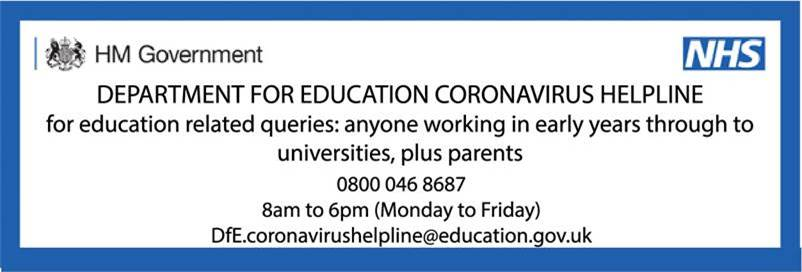 HM Government
NHS
DEPARTMENT FOR EDUCATION CORONAVIRUS HELPLINE
for education related queries: anyone working in early years through to
universities, plus parents
0800 046 8687
8am to 6pm (Monday to Friday)
DfE.coronavirushelpline@education.gov.uk